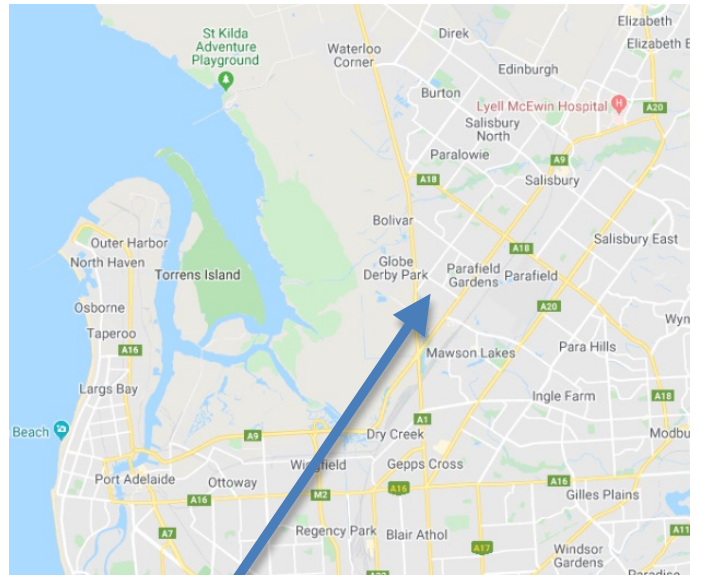 Elizabeth
St Kilda
Adventure
Playground
Direk
Waterloo
Corner
Elizabeth E
Edinburgh
Burton
Lyell McEwin Hospital
H
A20
Salisbury
North
Paralowie
A9
A18
Salisbury
Bolivar
Outer Harbor
A18
Salisbury East
North Haven
Torrens Island
Globe
Derby Park
Parafield
Gardens
Parafield
Osborne
A20
Wyn
Taperoo
A16
Mawson Lakes
Para Hills
Largs Bay
Ingle Farm
A18
Beach
A9
A1
Dry Creek
Modbu
Port Adelaide
Ottoway
Gepps Cross
A16
A16
M2
A16
Gilles Plains
A7
Regency Park
Blair Athol
A17
A11
Windsor
Gardens